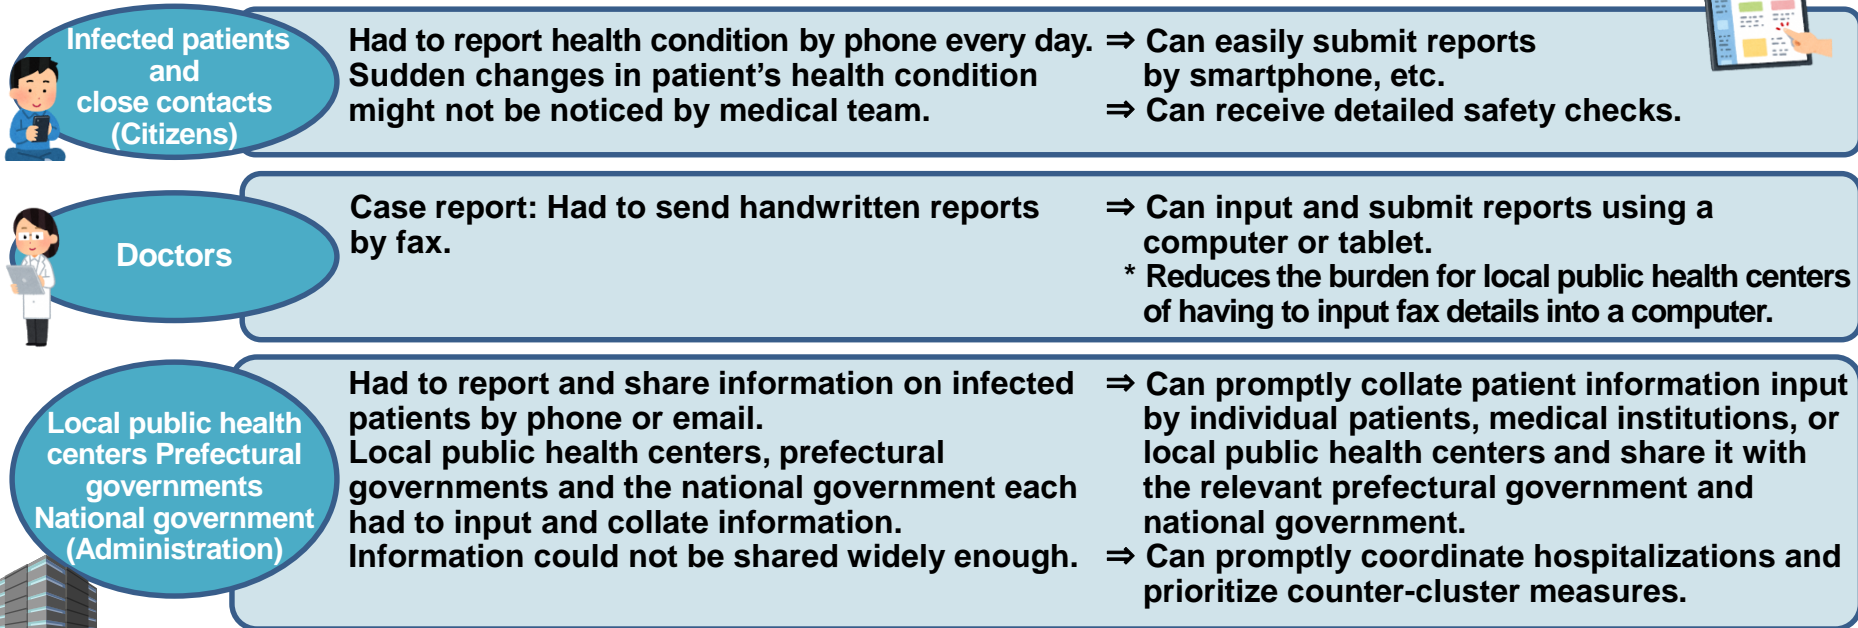 Infected patients
and
close contacts
(Citizens)
Had to report health condition by phone every day.
Sudden changes in patient's health condition
might not be noticed by medical team.
⇒ Can easily submit reports
by smartphone, etc.
⇒ Can receive detailed safety checks.
Doctors
Case report: Had to send handwritten reports
by fax.
⇒ Can input and submit reports using a
computer or tablet.
* Reduces the burden for local public health centers
of having to input fax details into a computer.
Local public health
centers Prefectural
governments
National government
(Administration)
Had to report and share information on infected
patients by phone or email.
Local public health centers, prefectural
governments and the national government each
had to input and collate information.
Information could not be shared widely enough.
⇒ Can promptly collate patient information input
by individual patients, medical institutions, or
local public health centers and share it with
the relevant prefectural government and
national government.
⇒ Can promptly coordinate hospitalizations and
prioritize counter-cluster measures.